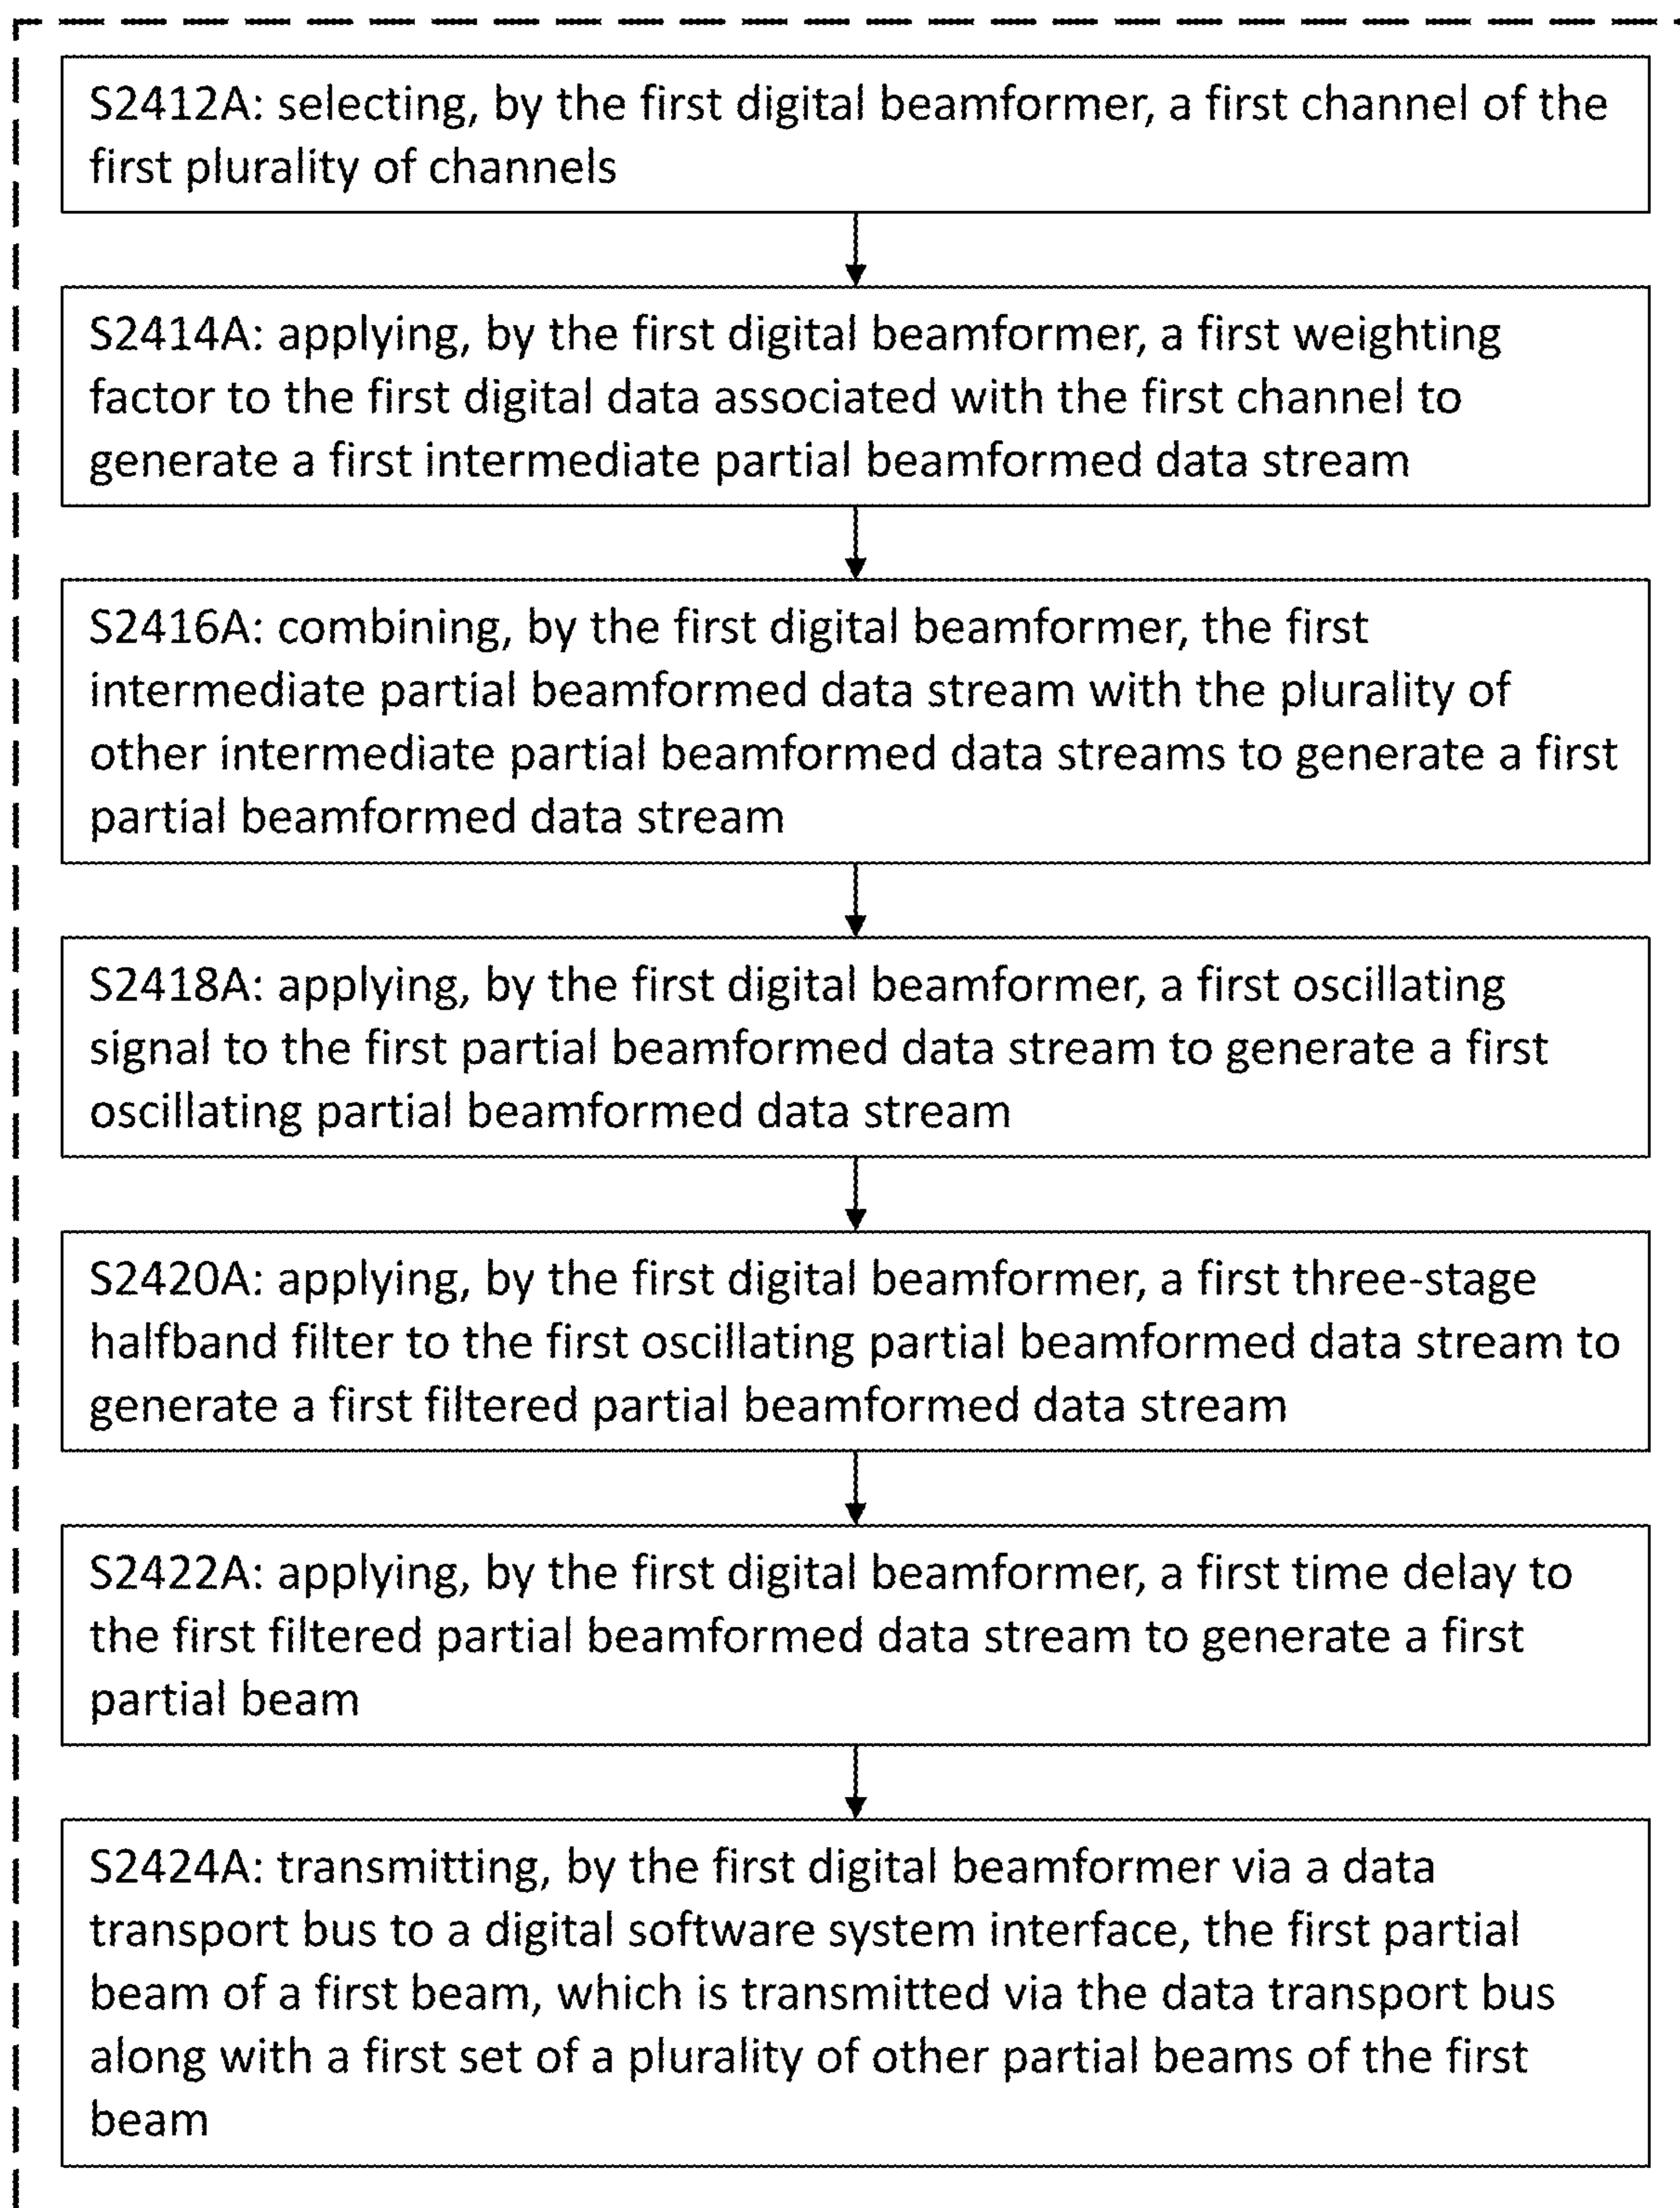 S2412A: selecting, by the first digital beamformer, a first channel of the
first plurality of channels
S2414A: applying, by the first digital beamformer, a first weighting
factor to the first digital data associated with the first channel to
generate a first intermediate partial beamformed data stream
S2416A: combining, by the first digital beamformer, the first
intermediate partial beamformed data stream with the plurality of
other intermediate partial beamformed data streams to generate a first
partial beamformed data stream
S2418A: applying, by the first digital beamformer, a first oscillating
signal to the first partial beamformed data stream to generate a first
oscillating partial beamformed data stream
S2420A: applying, by the first digital beamformer, a first three-stage
halfband filter to the first oscillating partial beamformed data stream to
generate a first filtered partial beamformed data stream
S2422A: applying, by the first digital beamformer, a first time delay to
the first filtered partial beamformed data stream to generate a first
partial beam
S2424A: transmitting, by the first digital beamformer via a data
transport bus to a digital software system interface, the first partial
beam of a first beam, which is transmitted via the data transport bus
along with a first set of a plurality of other partial beams of the first
beam